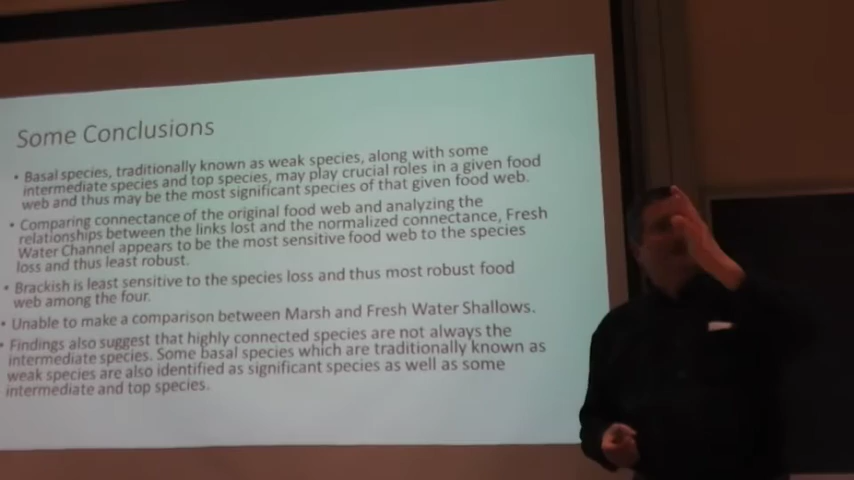 Some Conclusions
• Basal species, traditionally known as weak species, along with some
intermediate species and top species, may play crucial roles in a given food
web and thus may be the most significant species of that given food web.
• Comparing connectance of the original food web and analyzing the
relationships between the links lost and the normalized connectance, Fresh
Water Channel appears to be the most sensitive food web to the species
loss and thus least robust.
• Brackish is least sensitive to the species loss and thus most robust food
web among the four.
• Unable to make a comparison between Marsh and Fresh Water Shallows.
• Findings also suggest that highly connected species are not always the
intermediate species. Some basal species which are traditionally known as
weak species are also identified as significant species as well as some
intermediate and top species.